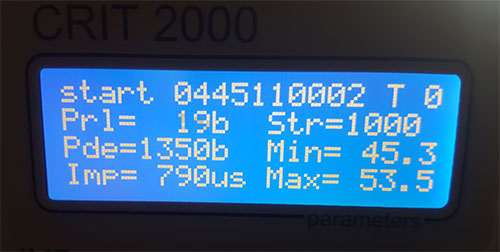 CRIT 2000
start 0445110002 T 0
Prl= 19b Str=1000
Pde=1350b Min= 45.3
Imp= 790us Max= 53.5
parameters